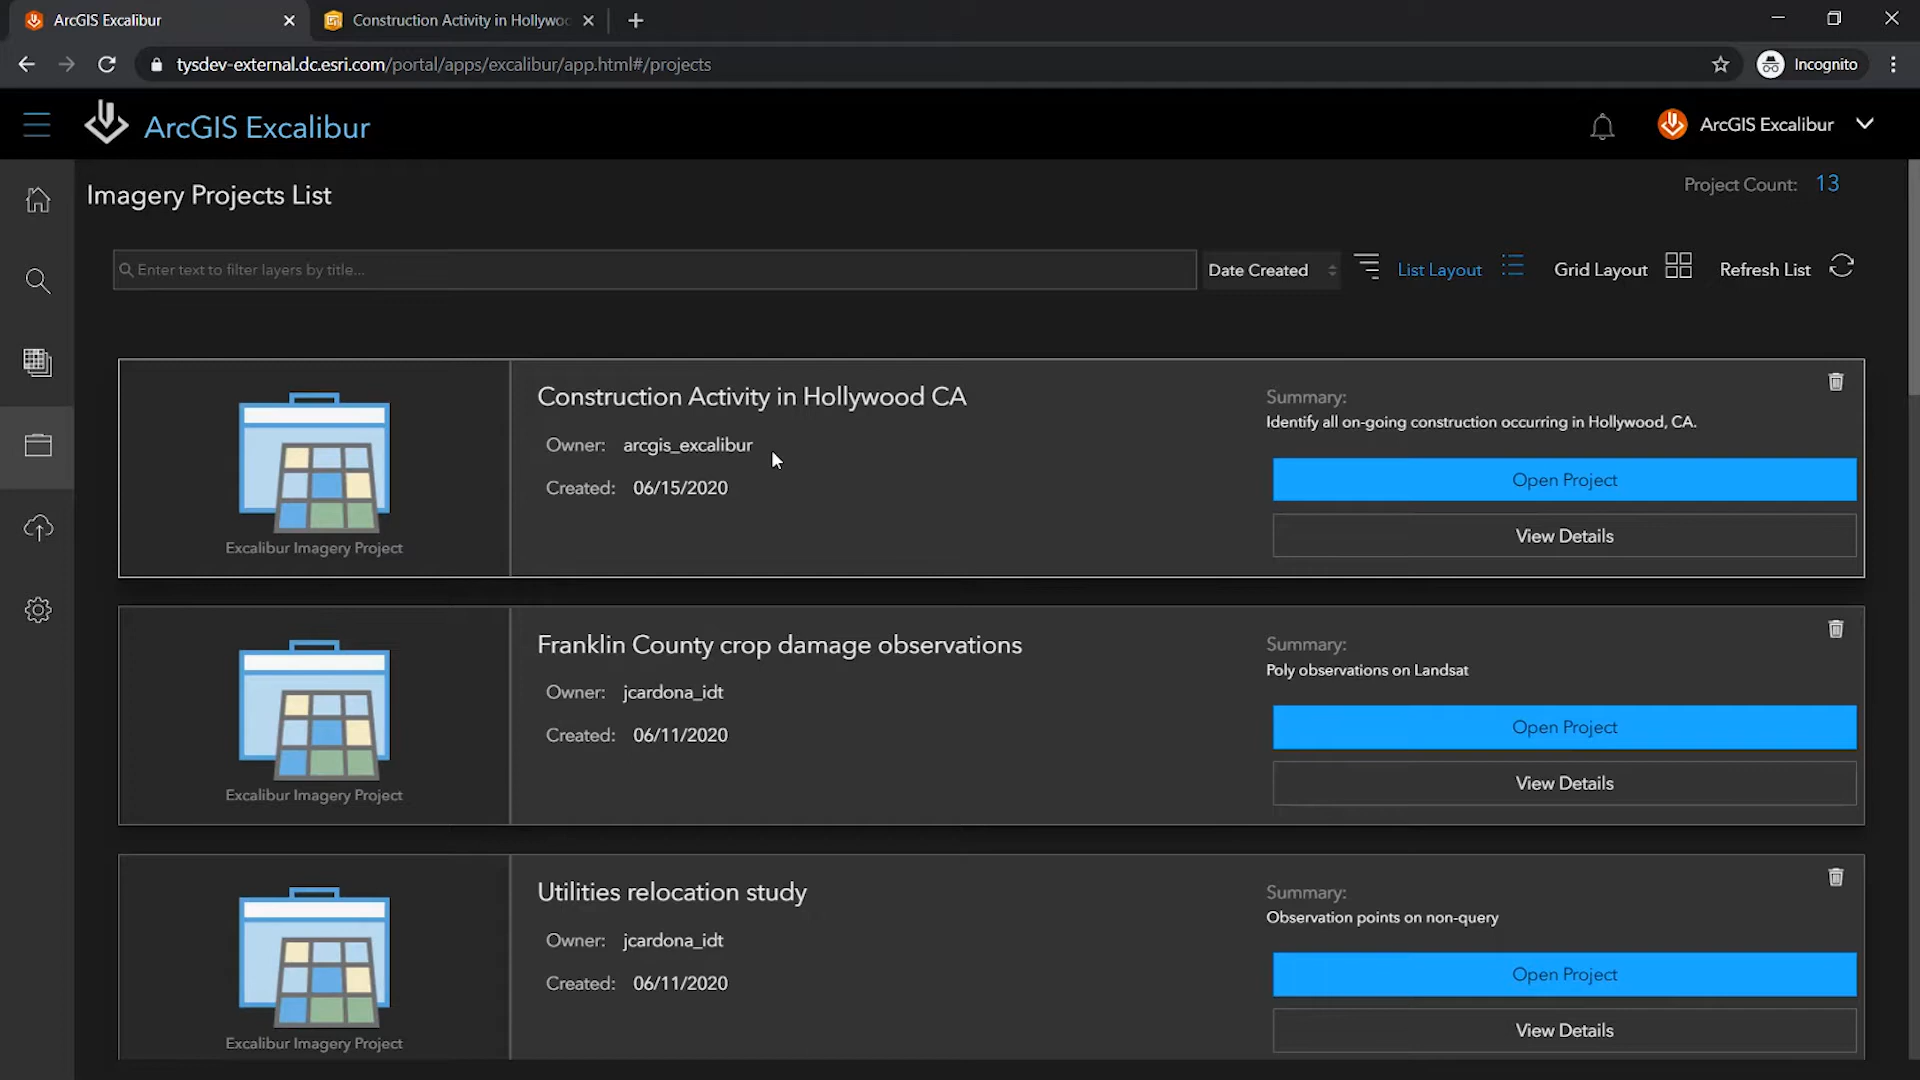 ArcGIS Excalibur
Construction Activity in Hollywoo
tysdev-external.dc.esri.com/portal/apps/excalibur/app.html#/projects
Incognito
ArcGIS Excalibur
ArcGIS Excalibur
Imagery Projects List
Project Count: 13
Enter text to filter layers by title...
Date Created
List Layout
Grid Layout
Refresh List
Construction Activity in Hollywood CA
Owner: arcgis_excalibur
Created: 06/15/2020
Excalibur Imagery Project
Summary:
Identify all on-going construction occurring in Hollywood, CA.
Open Project
View Details
Franklin County crop damage observations
Owner: jcardona_idt
Created: 06/11/2020
Excalibur Imagery Project
Summary:
Poly observations on Landsat
Open Project
View Details
Utilities relocation study
Owner: jcardona_idt
Created: 06/11/2020
Excalibur Imagery Project
Summary:
Observation points on non-query
Open Project
View Details